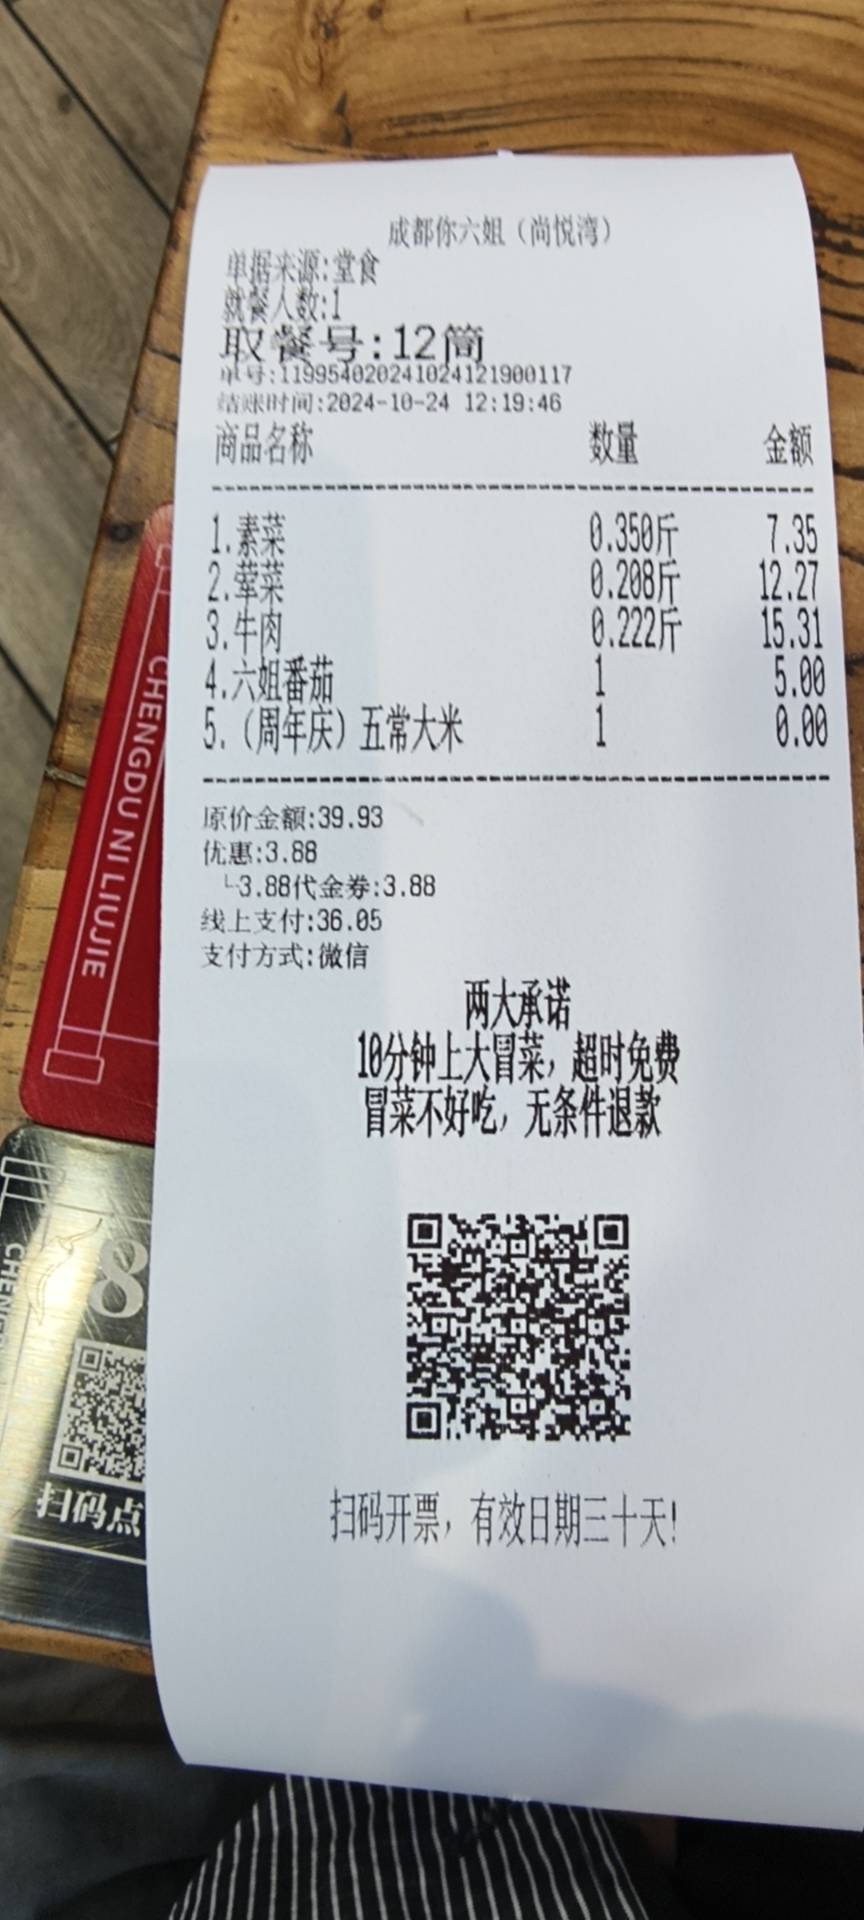 成都你六姐（尚悦湾）
单据来源:堂食
就餐人数:1
取餐号:12筒
单号:119954020241024121900117
结账时间:2024-10-24 12:19:46
商品名称 数量 金额
1.素菜 0.350斤 7.35
2.荤菜 0.208斤 12.27
3.牛肉 0.222斤 15.31
4.六姐番茄 1 5.00
5.（周年庆）五常大米 1 0.00
原价金额:39.93
优惠:3.88
└3.88代金券:3.88
线上支付:36.05
支付方式:微信
两大承诺
10分钟上大冒菜，超时免费
冒菜不好吃，无条件退款
扫码开票，有效日期三十天!
CHENGDU NI LIUJIE
8
扫码点